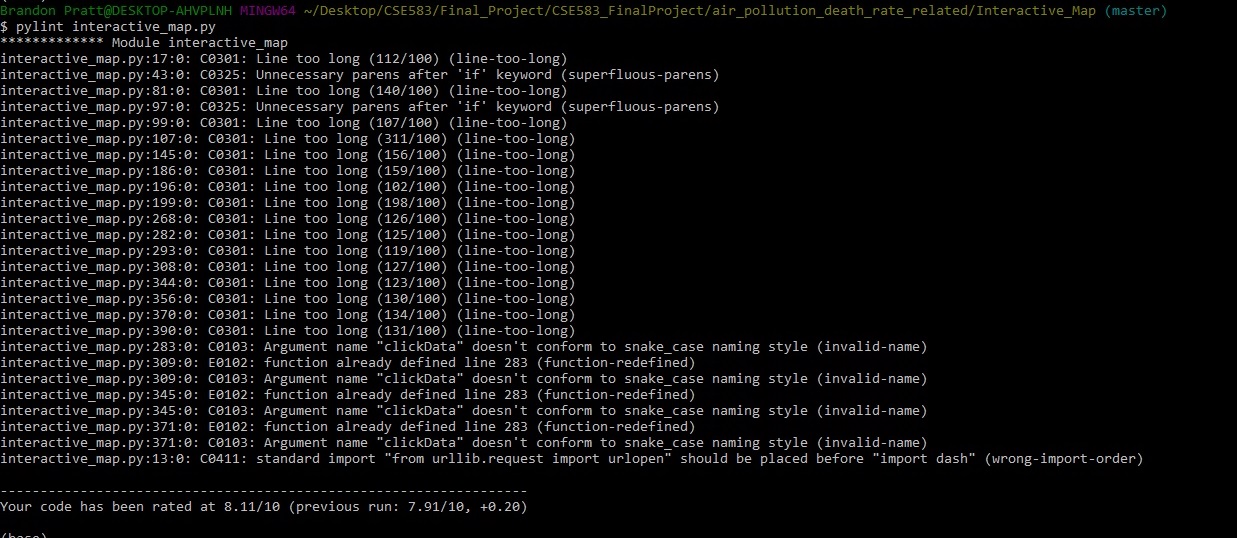 Brandon Pratt@DESKTOP-AHVPLNH MINGW64 ~/Desktop/CSE583/Final_Project/CSE583_FinalProject/air_pollution_death_rate_related/Interactive_Map (master)
$ pylint interactive_map.py
************* Module interactive_map
interactive_map.py:17:0: C0301: Line too long (112/100) (line-too-long)
interactive_map.py:43:0: C0325: Unnecessary parens after 'if' keyword (superfluous-parens)
interactive_map.py:81:0: C0301: Line too long (140/100) (line-too-long)
interactive_map.py:97:0: C0325: Unnecessary parens after 'if' keyword (superfluous-parens)
interactive_map.py:99:0: C0301: Line too long (107/100) (line-too-long)
interactive_map.py:107:0: C0301: Line too long (311/100) (line-too-long)
interactive_map.py:145:0: C0301: Line too long (156/100) (line-too-long)
interactive_map.py:186:0: C0301: Line too long (159/100) (line-too-long)
interactive_map.py:196:0: C0301: Line too long (102/100) (line-too-long)
interactive_map.py:199:0: C0301: Line too long (198/100) (line-too-long)
interactive_map.py:268:0: C0301: Line too long (126/100) (line-too-long)
interactive_map.py:282:0: C0301: Line too long (125/100) (line-too-long)
interactive_map.py:293:0: C0301: Line too long (119/100) (line-too-long)
interactive_map.py:308:0: C0301: Line too long (127/100) (line-too-long)
interactive_map.py:344:0: C0301: Line too long (123/100) (line-too-long)
interactive_map.py:356:0: C0301: Line too long (130/100) (line-too-long)
interactive_map.py:370:0: C0301: Line too long (134/100) (line-too-long)
interactive_map.py:390:0: C0301: Line too long (131/100) (line-too-long)
interactive_map.py:283:0: C0103: Argument name "clickData" doesn't conform to snake_case naming style (invalid-name)
interactive_map.py:309:0: E0102: function already defined line 283 (function-redefined)
interactive_map.py:309:0: C0103: Argument name "clickData" doesn't conform to snake_case naming style (invalid-name)
interactive_map.py:345:0: E0102: function already defined line 283 (function-redefined)
interactive_map.py:345:0: C0103: Argument name "clickData" doesn't conform to snake_case naming style (invalid-name)
interactive_map.py:371:0: E0102: function already defined line 283 (function-redefined)
interactive_map.py:371:0: C0103: Argument name "clickData" doesn't conform to snake_case naming style (invalid-name)
interactive_map.py:13:0: C0411: standard import "from urllib.request import urlopen" should be placed before "import dash" (wrong-import-order)
------------------------------------------------------------------
Your code has been rated at 8.11/10 (previous run: 7.91/10, +0.20)
(base)